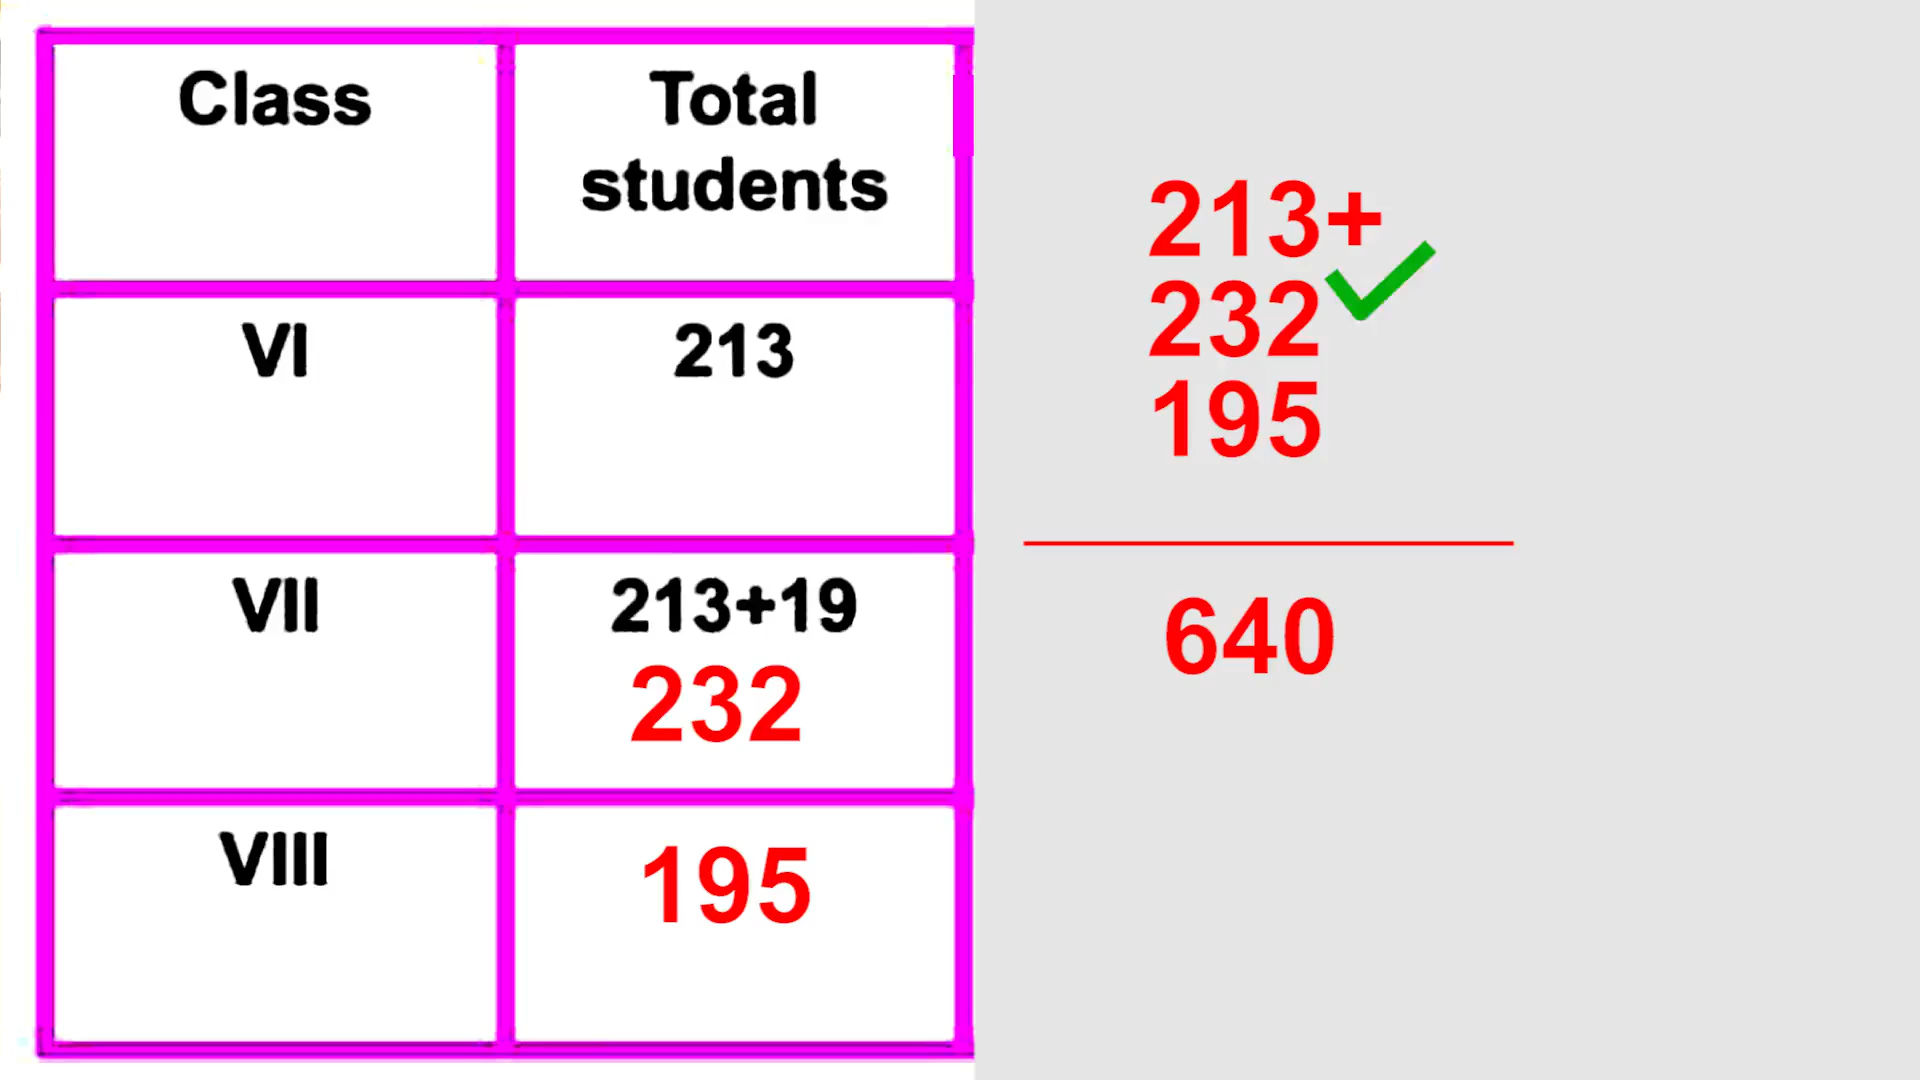 Class
Total
students
VI
213
VII
213+19
232
VIII
195
213+
232
195
640